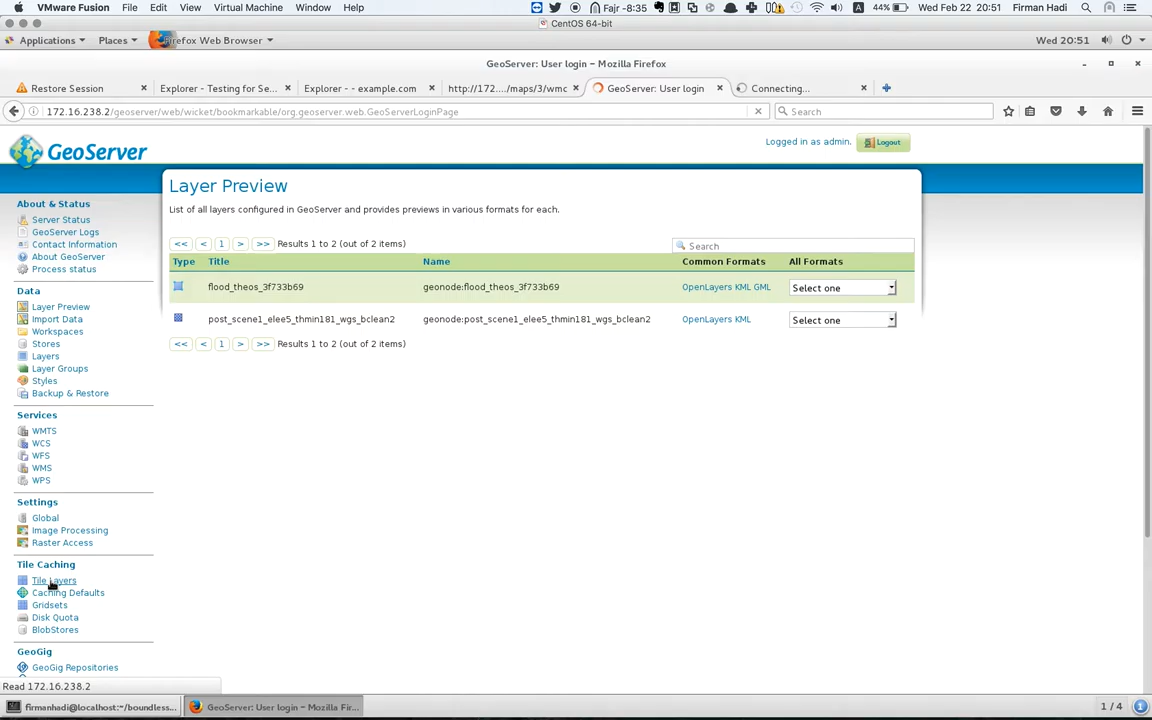 VMware Fusion File Edit View Virtual Machine Window Help Fajr -8:35 44% Wed Feb 22 20:51 Firman Hadi
CentOS 64-bit
Applications Places Firefox Web Browser Wed 20:51
GeoServer: User login - Mozilla Firefox
Restore Session Explorer - Testing for Se... Explorer - - example.com http://172..../maps/3/wmc GeoServer: User login Connecting...
172.16.238.2/geoserver/web/wicket/bookmarkable/org.geoserver.web.GeoServerLoginPage Search
GeoServer Logged in as admin. Logout
About & Status
Server Status
GeoServer Logs
Contact Information
About GeoServer
Process status
Data
Layer Preview
Import Data
Workspaces
Stores
Layers
Layer Groups
Styles
Backup & Restore
Services
WMTS
WCS
WFS
WMS
WPS
Settings
Global
Image Processing
Raster Access
Tile Caching
Tile Layers
Caching Defaults
Gridsets
Disk Quota
BlobStores
GeoGig
GeoGig Repositories
Layer Preview
List of all layers configured in GeoServer and provides previews in various formats for each.
<< < 1 > >> Results 1 to 2 (out of 2 items) Search
Type Title Name Common Formats All Formats
flood_theos_3f733b69 geonode:flood_theos_3f733b69 OpenLayers KML GML Select one
post_scene1_elee5_thmin181_wgs_bclean2 geonode:post_scene1_elee5_thmin181_wgs_bclean2 OpenLayers KML Select one
<< < 1 > >> Results 1 to 2 (out of 2 items)
Read 172.16.238.2
firmanhadi@localhost:~/boundless... GeoServer: User login - Mozilla Fir... 1 / 4